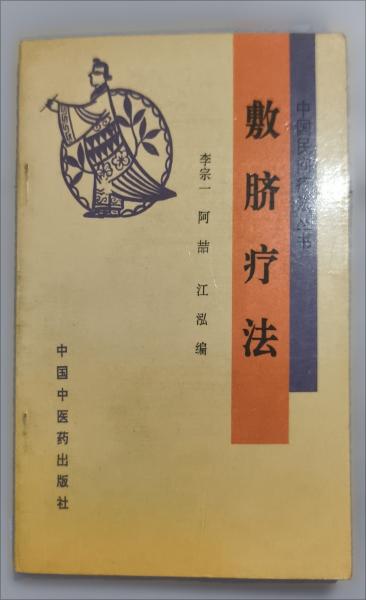 中国民间疗法丛书
敷脐疗法
李宗一 阿喆 江泓编
中国中医药出版社